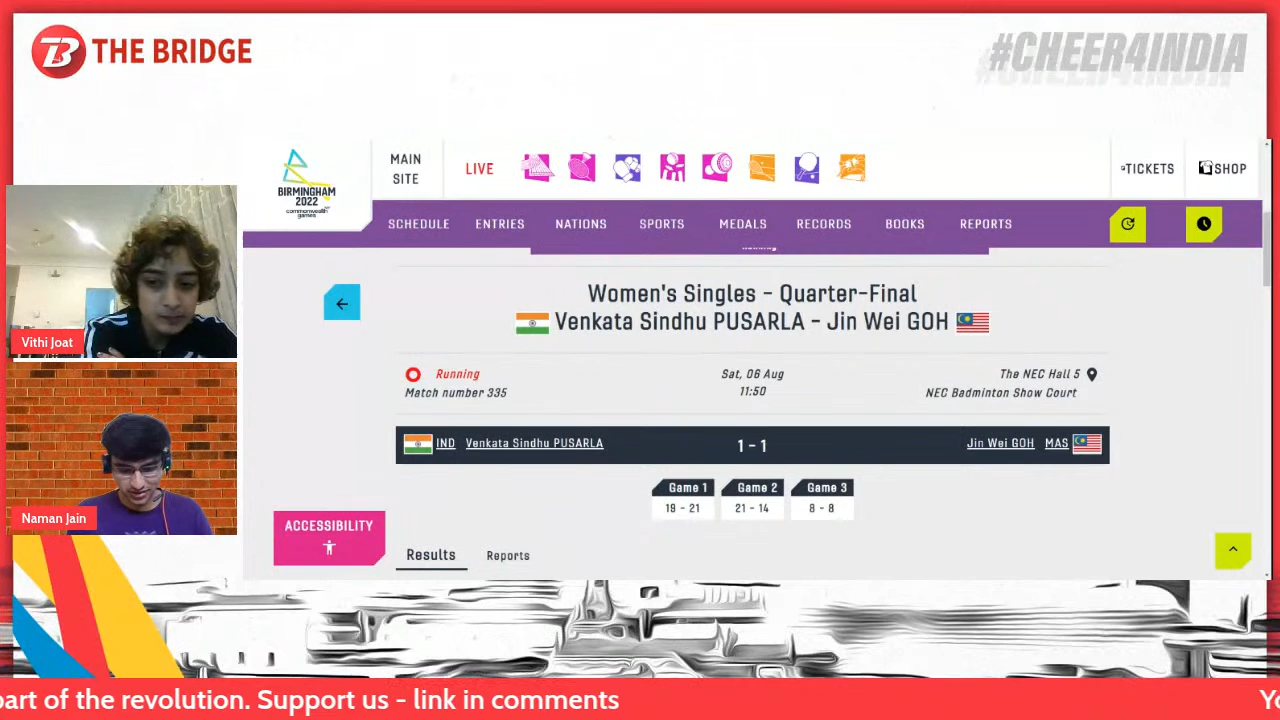 THE BRIDGE
#CHEER4INDIA
BIRMINGHAM
2022
commonwealth
games
MAIN
SITE
LIVE
TICKETS
SHOP
SCHEDULE ENTRIES NATIONS SPORTS MEDALS RECORDS BOOKS REPORTS
Women's Singles - Quarter-Final
Venkata Sindhu PUSARLA - Jin Wei GOH
Running
Sat, 06 Aug
The NEC Hall 5
Match number 335
11:50
NEC Badminton Show Court
IND Venkata Sindhu PUSARLA 1 - 1 Jin Wei GOH MAS
Game 1 Game 2 Game 3
19 - 21 21 - 14 8 - 8
ACCESSIBILITY
Results Reports
Vithi Joat
Naman Jain
part of the revolution. Support us - link in comments
Yo